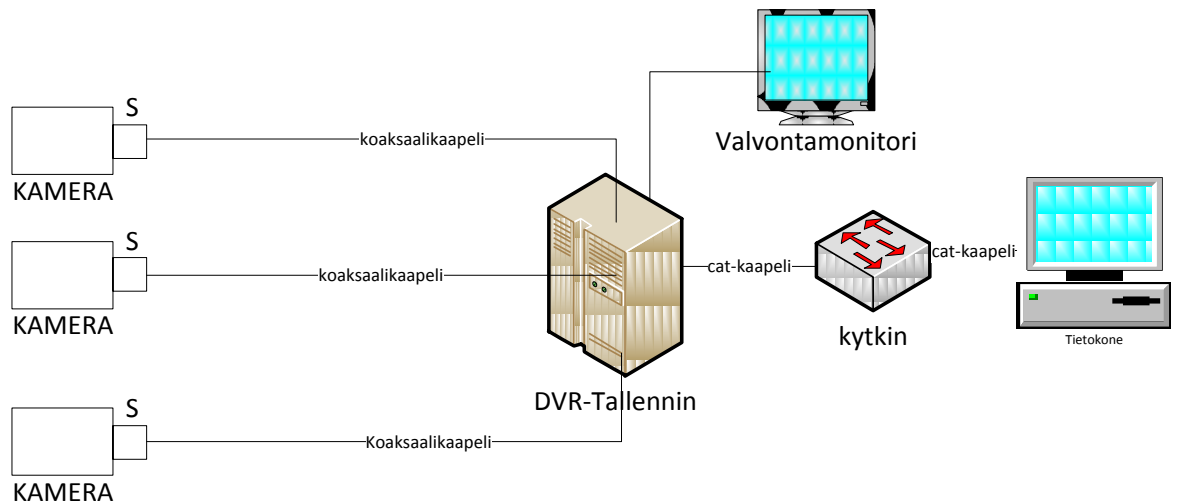 S
koaksaalikaapeli
KAMERA
Valvontamonitori
S
koaksaalikaapeli
KAMERA
cat-kaapeli
cat-kaapeli
kytkin
Tietokone
DVR-Tallennin
S
Koaksaalikaapeli
KAMERA